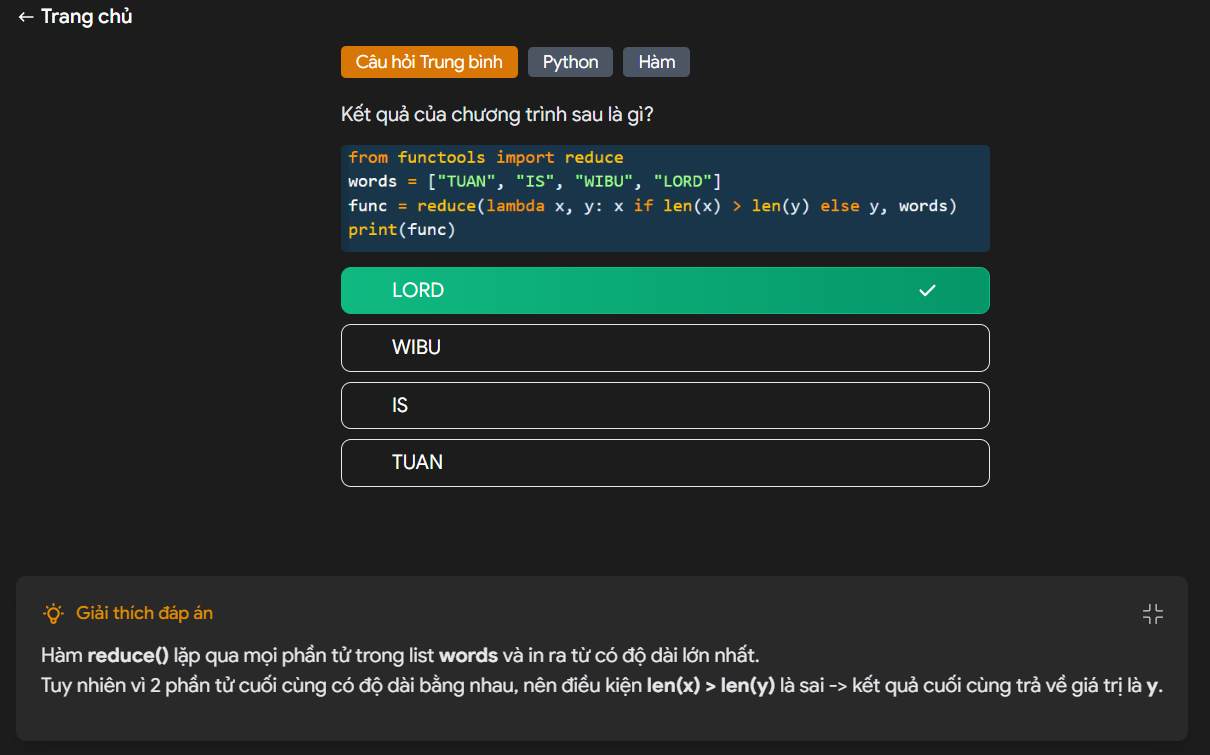 ← Trang chủ
Câu hỏi Trung bình Python Hàm
Kết quả của chương trình sau là gì?
from functools import reduce
words = ["TUAN", "IS", "WIBU", "LORD"]
func = reduce(lambda x, y: x if len(x) > len(y) else y, words)
print(func)
LORD
WIBU
IS
TUAN
Giải thích đáp án
Hàm reduce() lặp qua mọi phần tử trong list words và in ra từ có độ dài lớn nhất.
Tuy nhiên vì 2 phần tử cuối cùng có độ dài bằng nhau, nên điều kiện len(x) > len(y) là sai -> kết quả cuối cùng trả về giá trị là y.